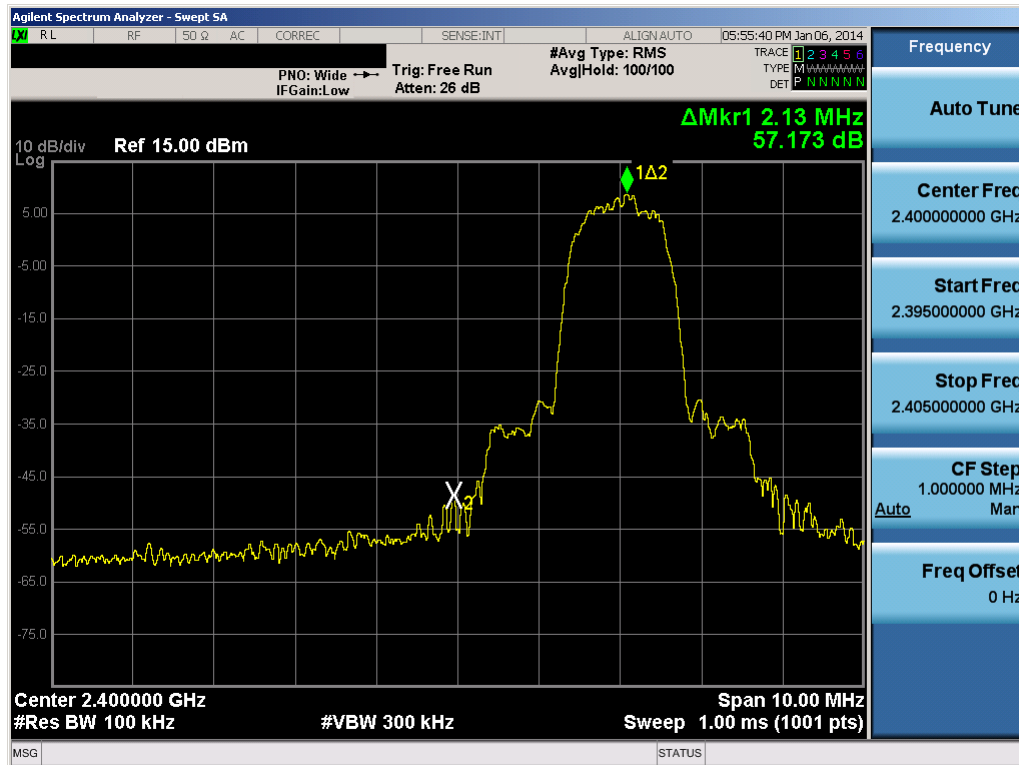 Agilent Spectrum Analyzer - Swept SA
LXI RL RF 50 Ω AC CORREC SENSE:INT ALIGN AUTO 05:55:40 PM Jan 06, 2014
PNO: Wide
IFGain:Low
Trig: Free Run
Atten: 26 dB
#Avg Type: RMS
Avg|Hold: 100/100
TRACE 1 2 3 4 5 6
TYPE M
DET P N N N N N
ΔMkr1 2.13 MHz
57.173 dB
10 dB/div
Log
Ref 15.00 dBm
1Δ2
5.00
-5.00
-15.0
-25.0
-35.0
-45.0
X2
-55.0
-65.0
-75.0
Center 2.400000 GHz
Span 10.00 MHz
#Res BW 100 kHz
#VBW 300 kHz
Sweep 1.00 ms (1001 pts)
MSG
STATUS
Frequency
Auto Tune
Center Freq
2.400000000 GHz
Start Freq
2.395000000 GHz
Stop Freq
2.405000000 GHz
CF Step
1.000000 MHz
Auto Man
Freq Offset
0 Hz